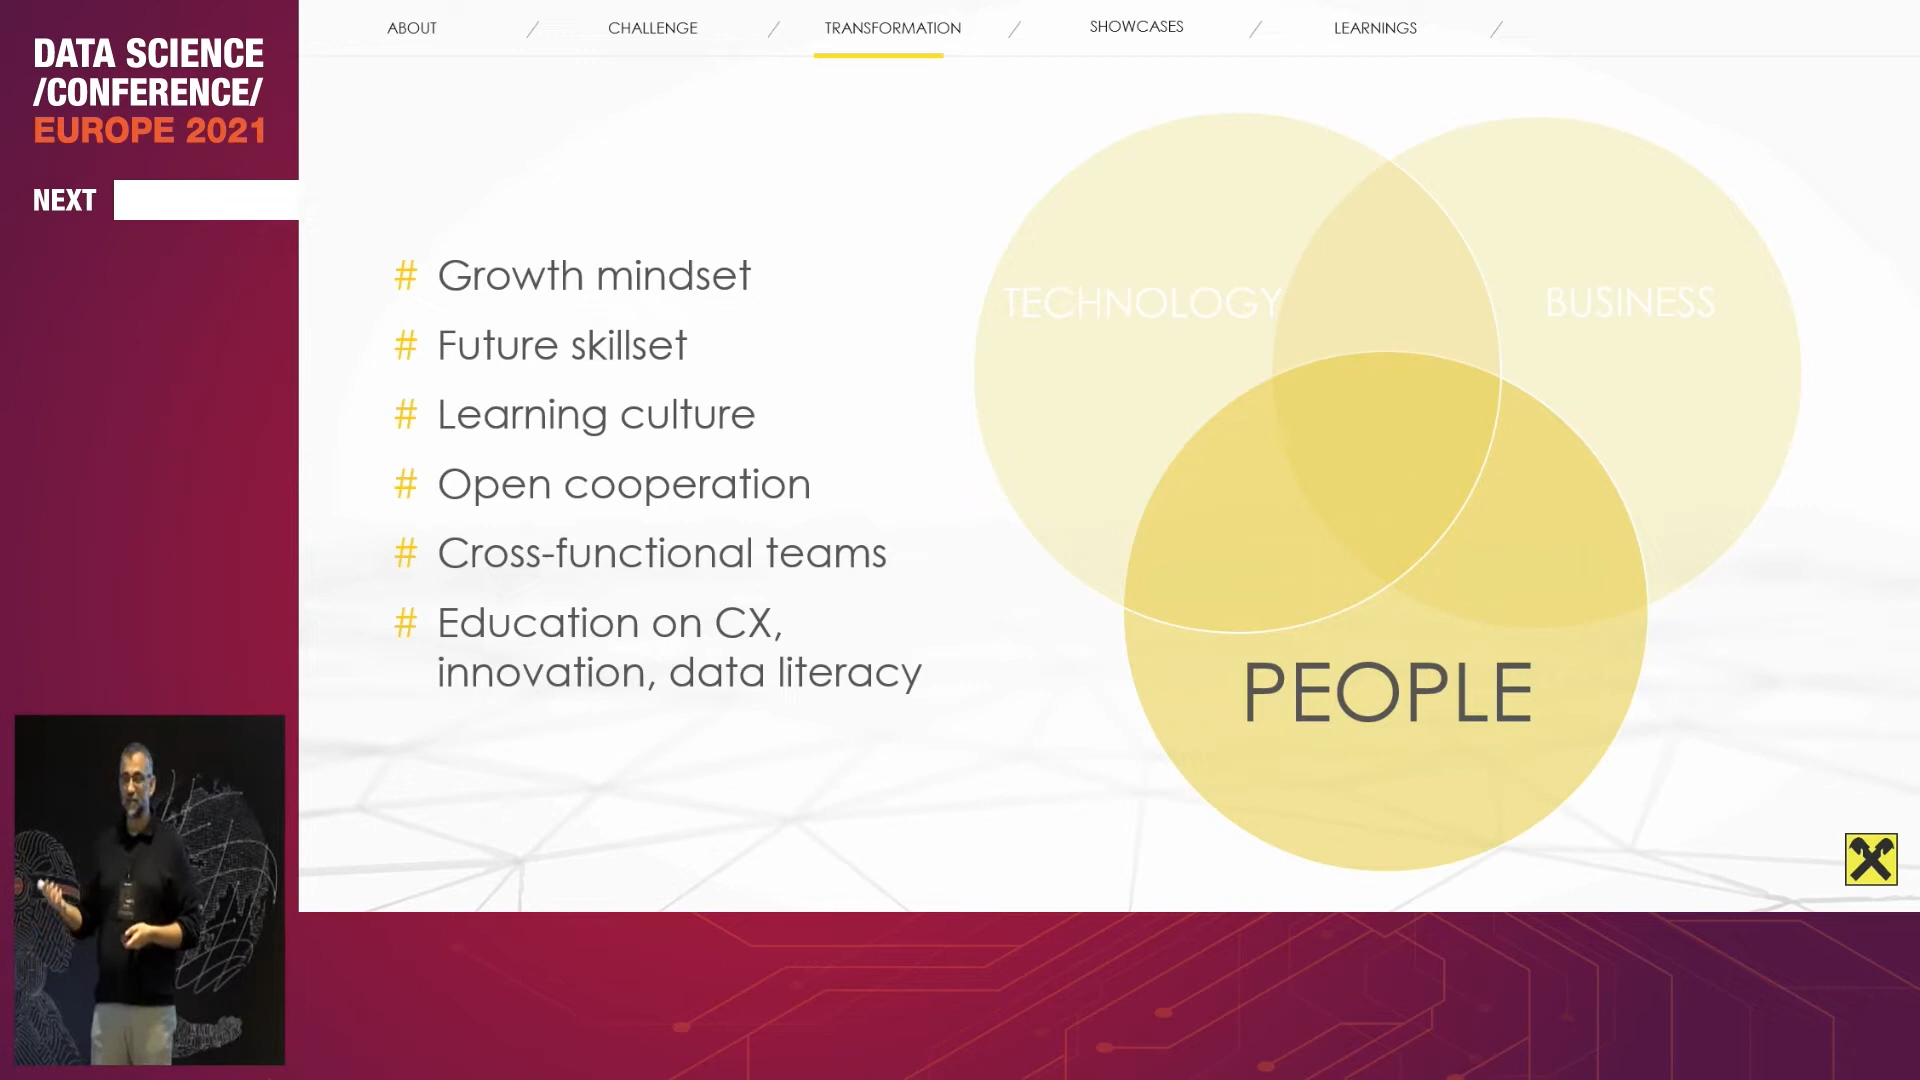 DATA SCIENCE
/CONFERENCE/
EUROPE 2021
NEXT
ABOUT / CHALLENGE / TRANSFORMATION / SHOWCASES / LEARNINGS /
# Growth mindset
# Future skillset
# Learning culture
# Open cooperation
# Cross-functional teams
# Education on CX,
innovation, data literacy
TECHNOLOGY
BUSINESS
PEOPLE